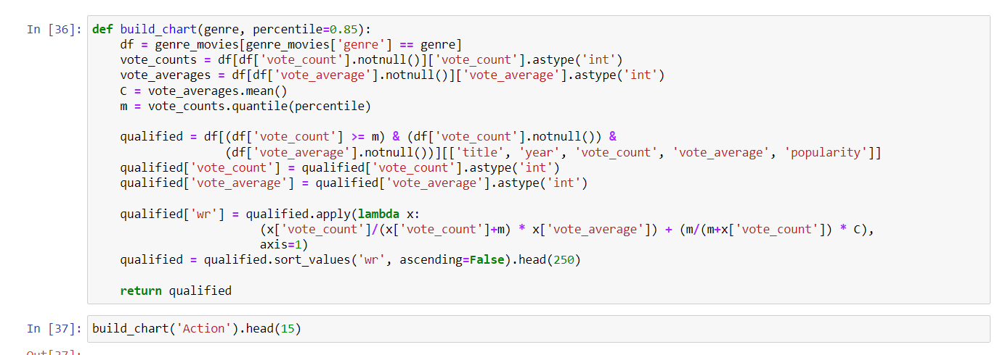 In [36]: def build_chart(genre, percentile=0.85):
    df = genre_movies[genre_movies['genre'] == genre]
    vote_counts = df[df['vote_count'].notnull()]['vote_count'].astype('int')
    vote_averages = df[df['vote_average'].notnull()]['vote_average'].astype('int')
    C = vote_averages.mean()
    m = vote_counts.quantile(percentile)
    qualified = df[(df['vote_count'] >= m) & (df['vote_count'].notnull()) &
                   (df['vote_average'].notnull())][['title', 'year', 'vote_count', 'vote_average', 'popularity']]
    qualified['vote_count'] = qualified['vote_count'].astype('int')
    qualified['vote_average'] = qualified['vote_average'].astype('int')
    qualified['wr'] = qualified.apply(lambda x:
                        (x['vote_count']/(x['vote_count']+m) * x['vote_average']) + (m/(m+x['vote_count']) * C),
                        axis=1)
    qualified = qualified.sort_values('wr', ascending=False).head(250)
    return qualified
In [37]: build_chart('Action').head(15)
Out[37]: